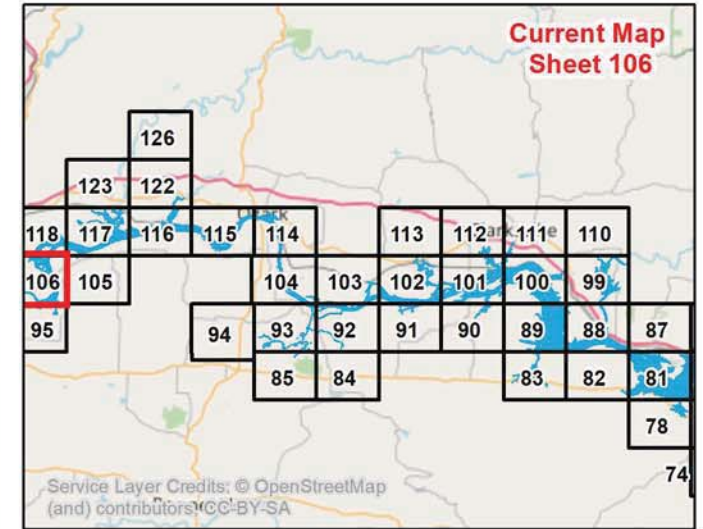 Current Map
Sheet 106
126
123 122
118 117 116 115 114 113 112 111 110
106 105 104 103 102 101 100 99
95 94 93 92 91 90 89 88 87
85 84 83 82 81
78
74
Service Layer Credits: © OpenStreetMap
(and) contributors, CC-BY-SA